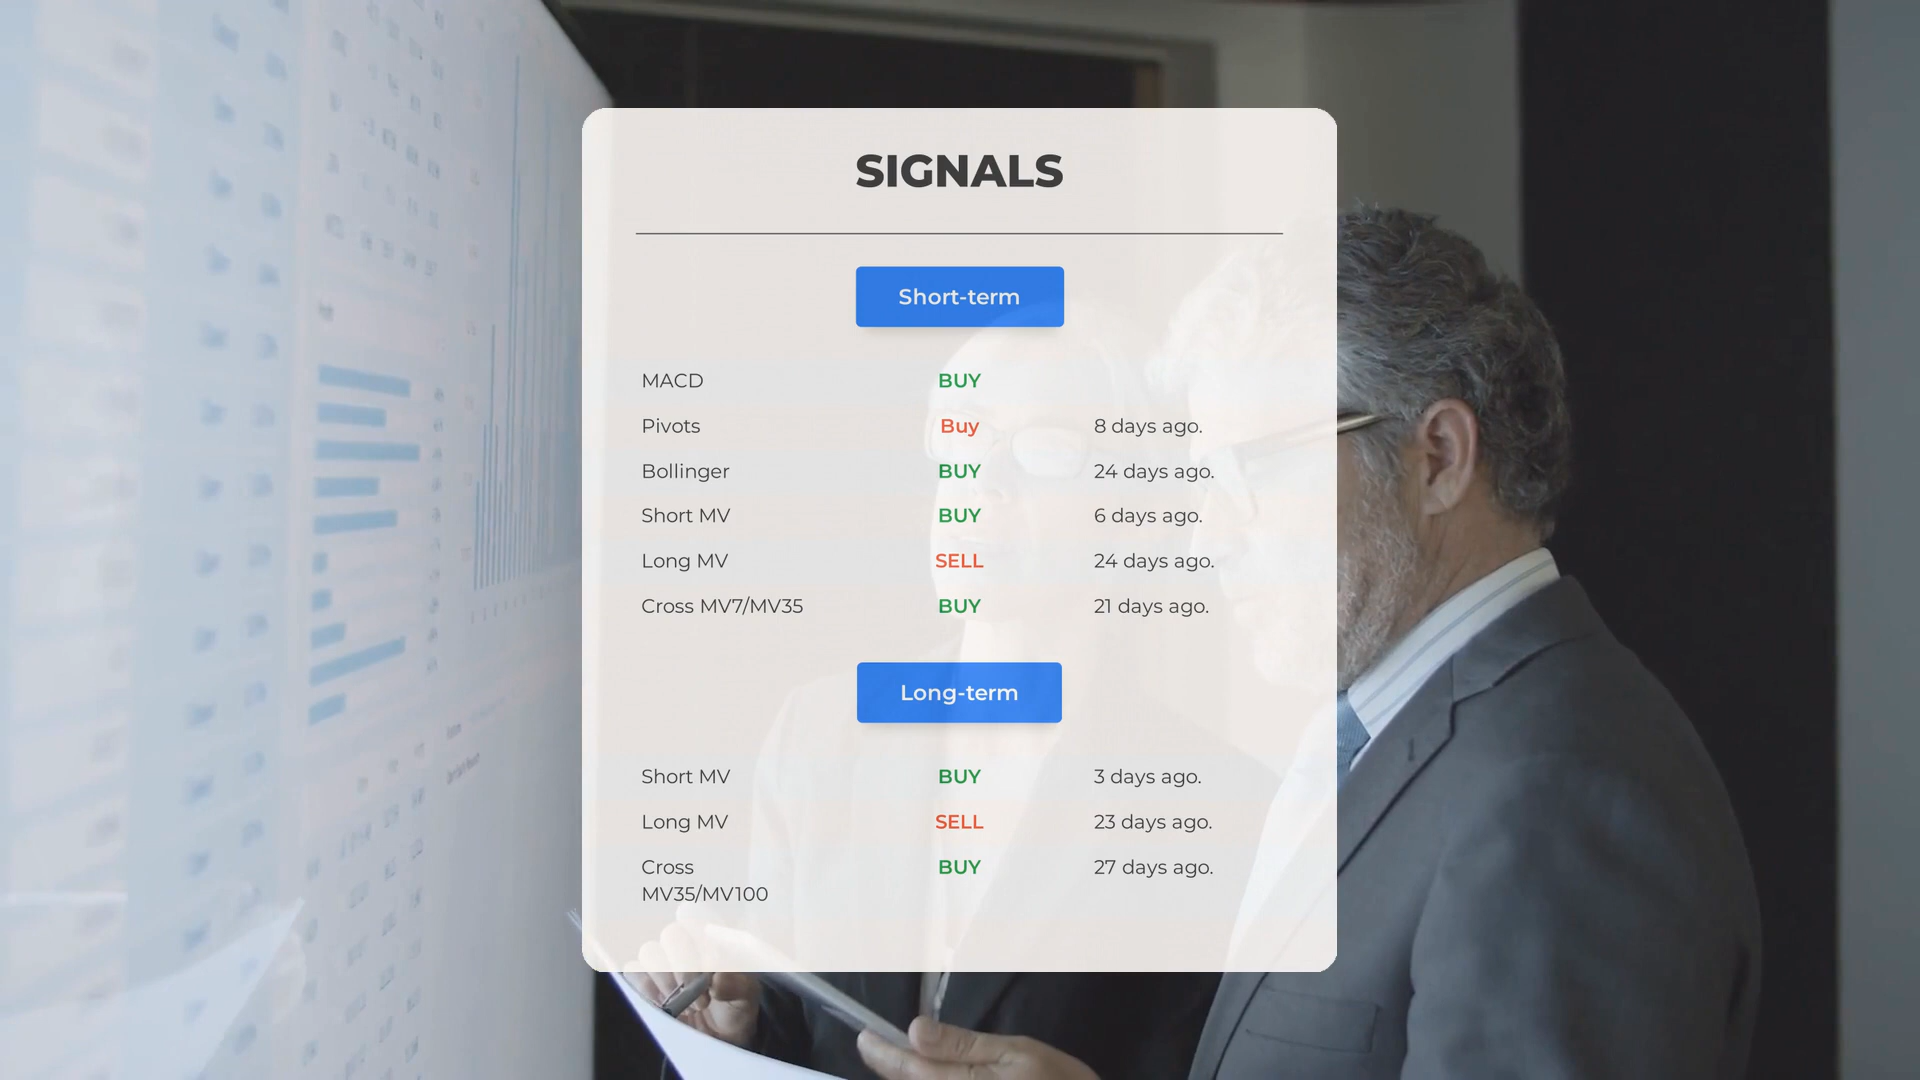 SIGNALS
Short-term
MACD BUY
Pivots Buy 8 days ago.
Bollinger BUY 24 days ago.
Short MV BUY 6 days ago.
Long MV SELL 24 days ago.
Cross MV7/MV35 BUY 21 days ago.
Long-term
Short MV BUY 3 days ago.
Long MV SELL 23 days ago.
Cross BUY 27 days ago.
MV35/MV100